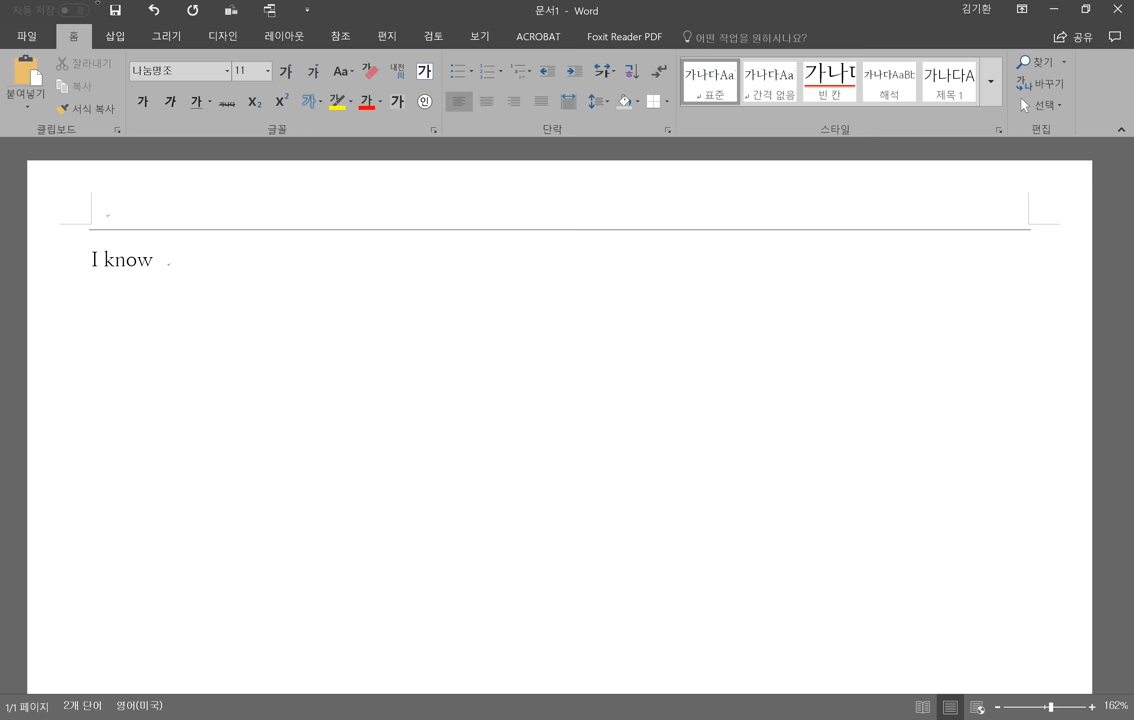 자동 저장 끔
문서1 - Word
김기환
파일 홈 삽입 그리기 디자인 레이아웃 참조 편지 검토 보기 ACROBAT Foxit Reader PDF 어떤 작업을 원하시나요? 공유
붙여넣기
잘라내기
복사
서식 복사
클립보드
나눔명조 11 가 가 Aa 가 내천 川 가
가 가 가 X₂ X² 가 가 가 가 인
글꼴
단락
가나다Aa 가나다Aa 가나다 가나다AaBb 가나다A
표준 간격 없음 빈 칸 해석 제목 1
스타일
찾기
바꾸기
선택
편집
I know
1/1 페이지 2개 단어 영어(미국) 162%